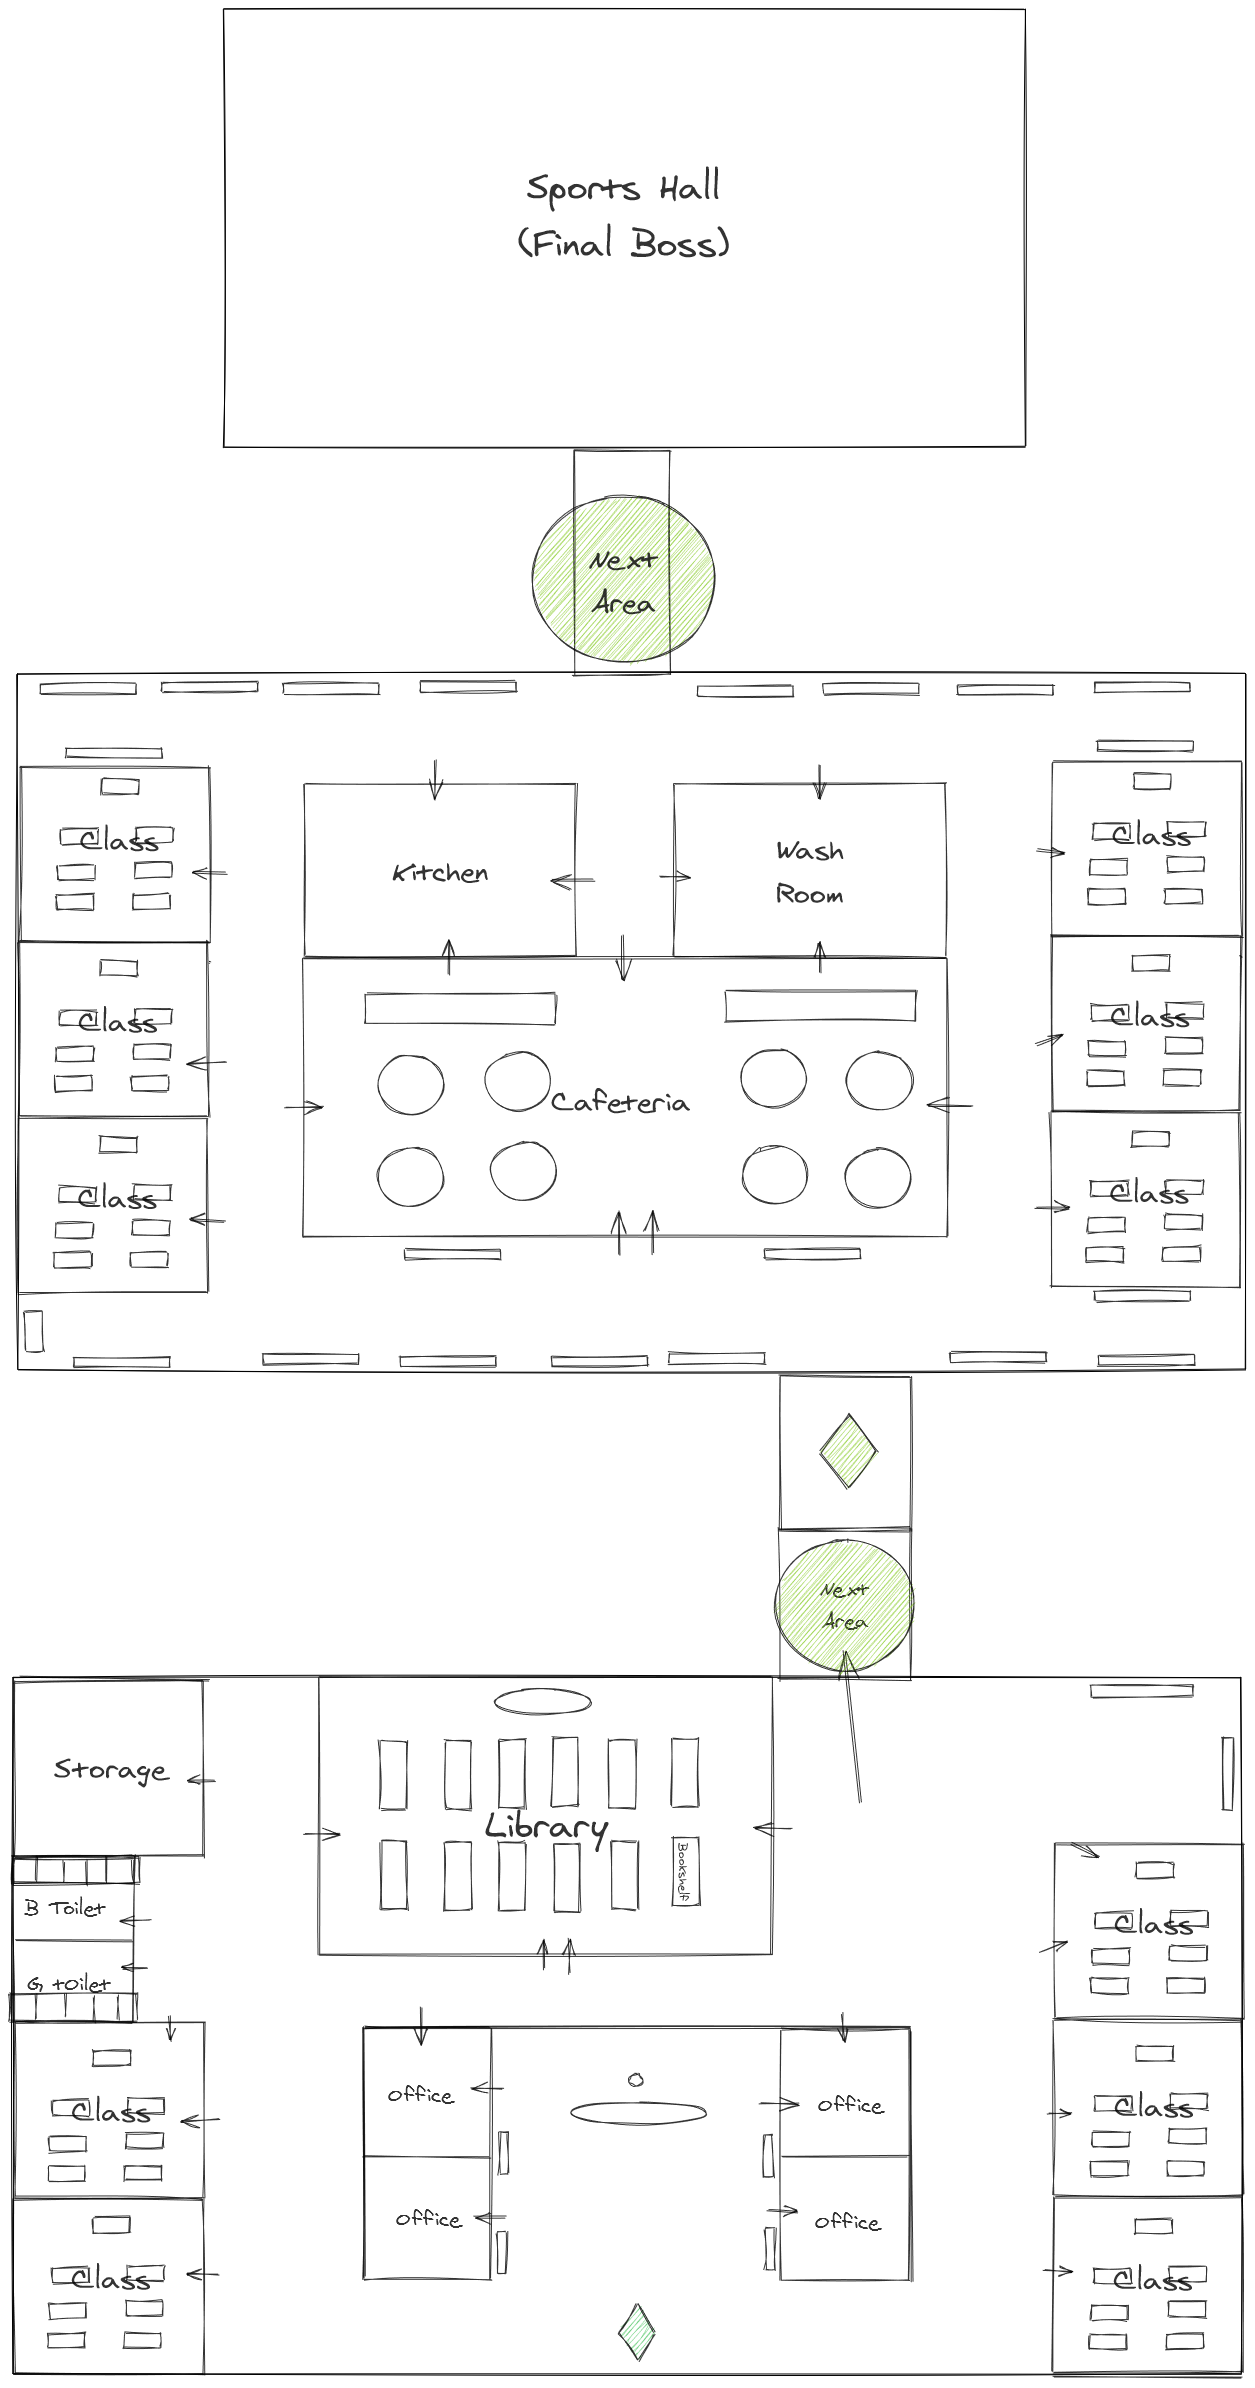 Sports Hall
(Final Boss)
Next
Area
Class
Kitchen
Wash
Room
Class
Class
Class
Cafeteria
Class
Class
Next
Area
Storage
Library
Bookshelf
B Toilet
G toilet
Class
Class
office
office
Class
office
office
Class
Class